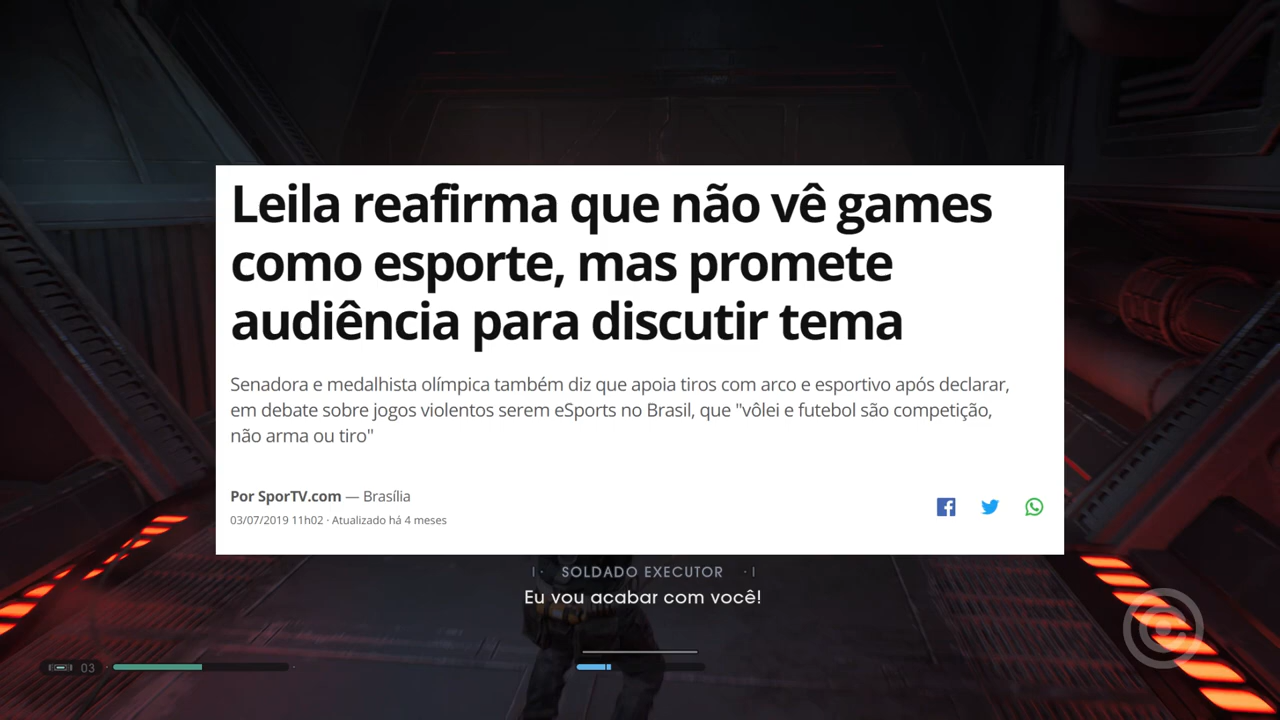 Leila reafirma que não vê games
como esporte, mas promete
audiência para discutir tema
Senadora e medalhista olímpica também diz que apoia tiros com arco e esportivo após declarar,
em debate sobre jogos violentos serem eSports no Brasil, que "vôlei e futebol são competição,
não arma ou tiro"
Por SporTV.com — Brasília
03/07/2019 11h02 · Atualizado há 4 meses
SOLDADO EXECUTOR
Eu vou acabar com você!
03